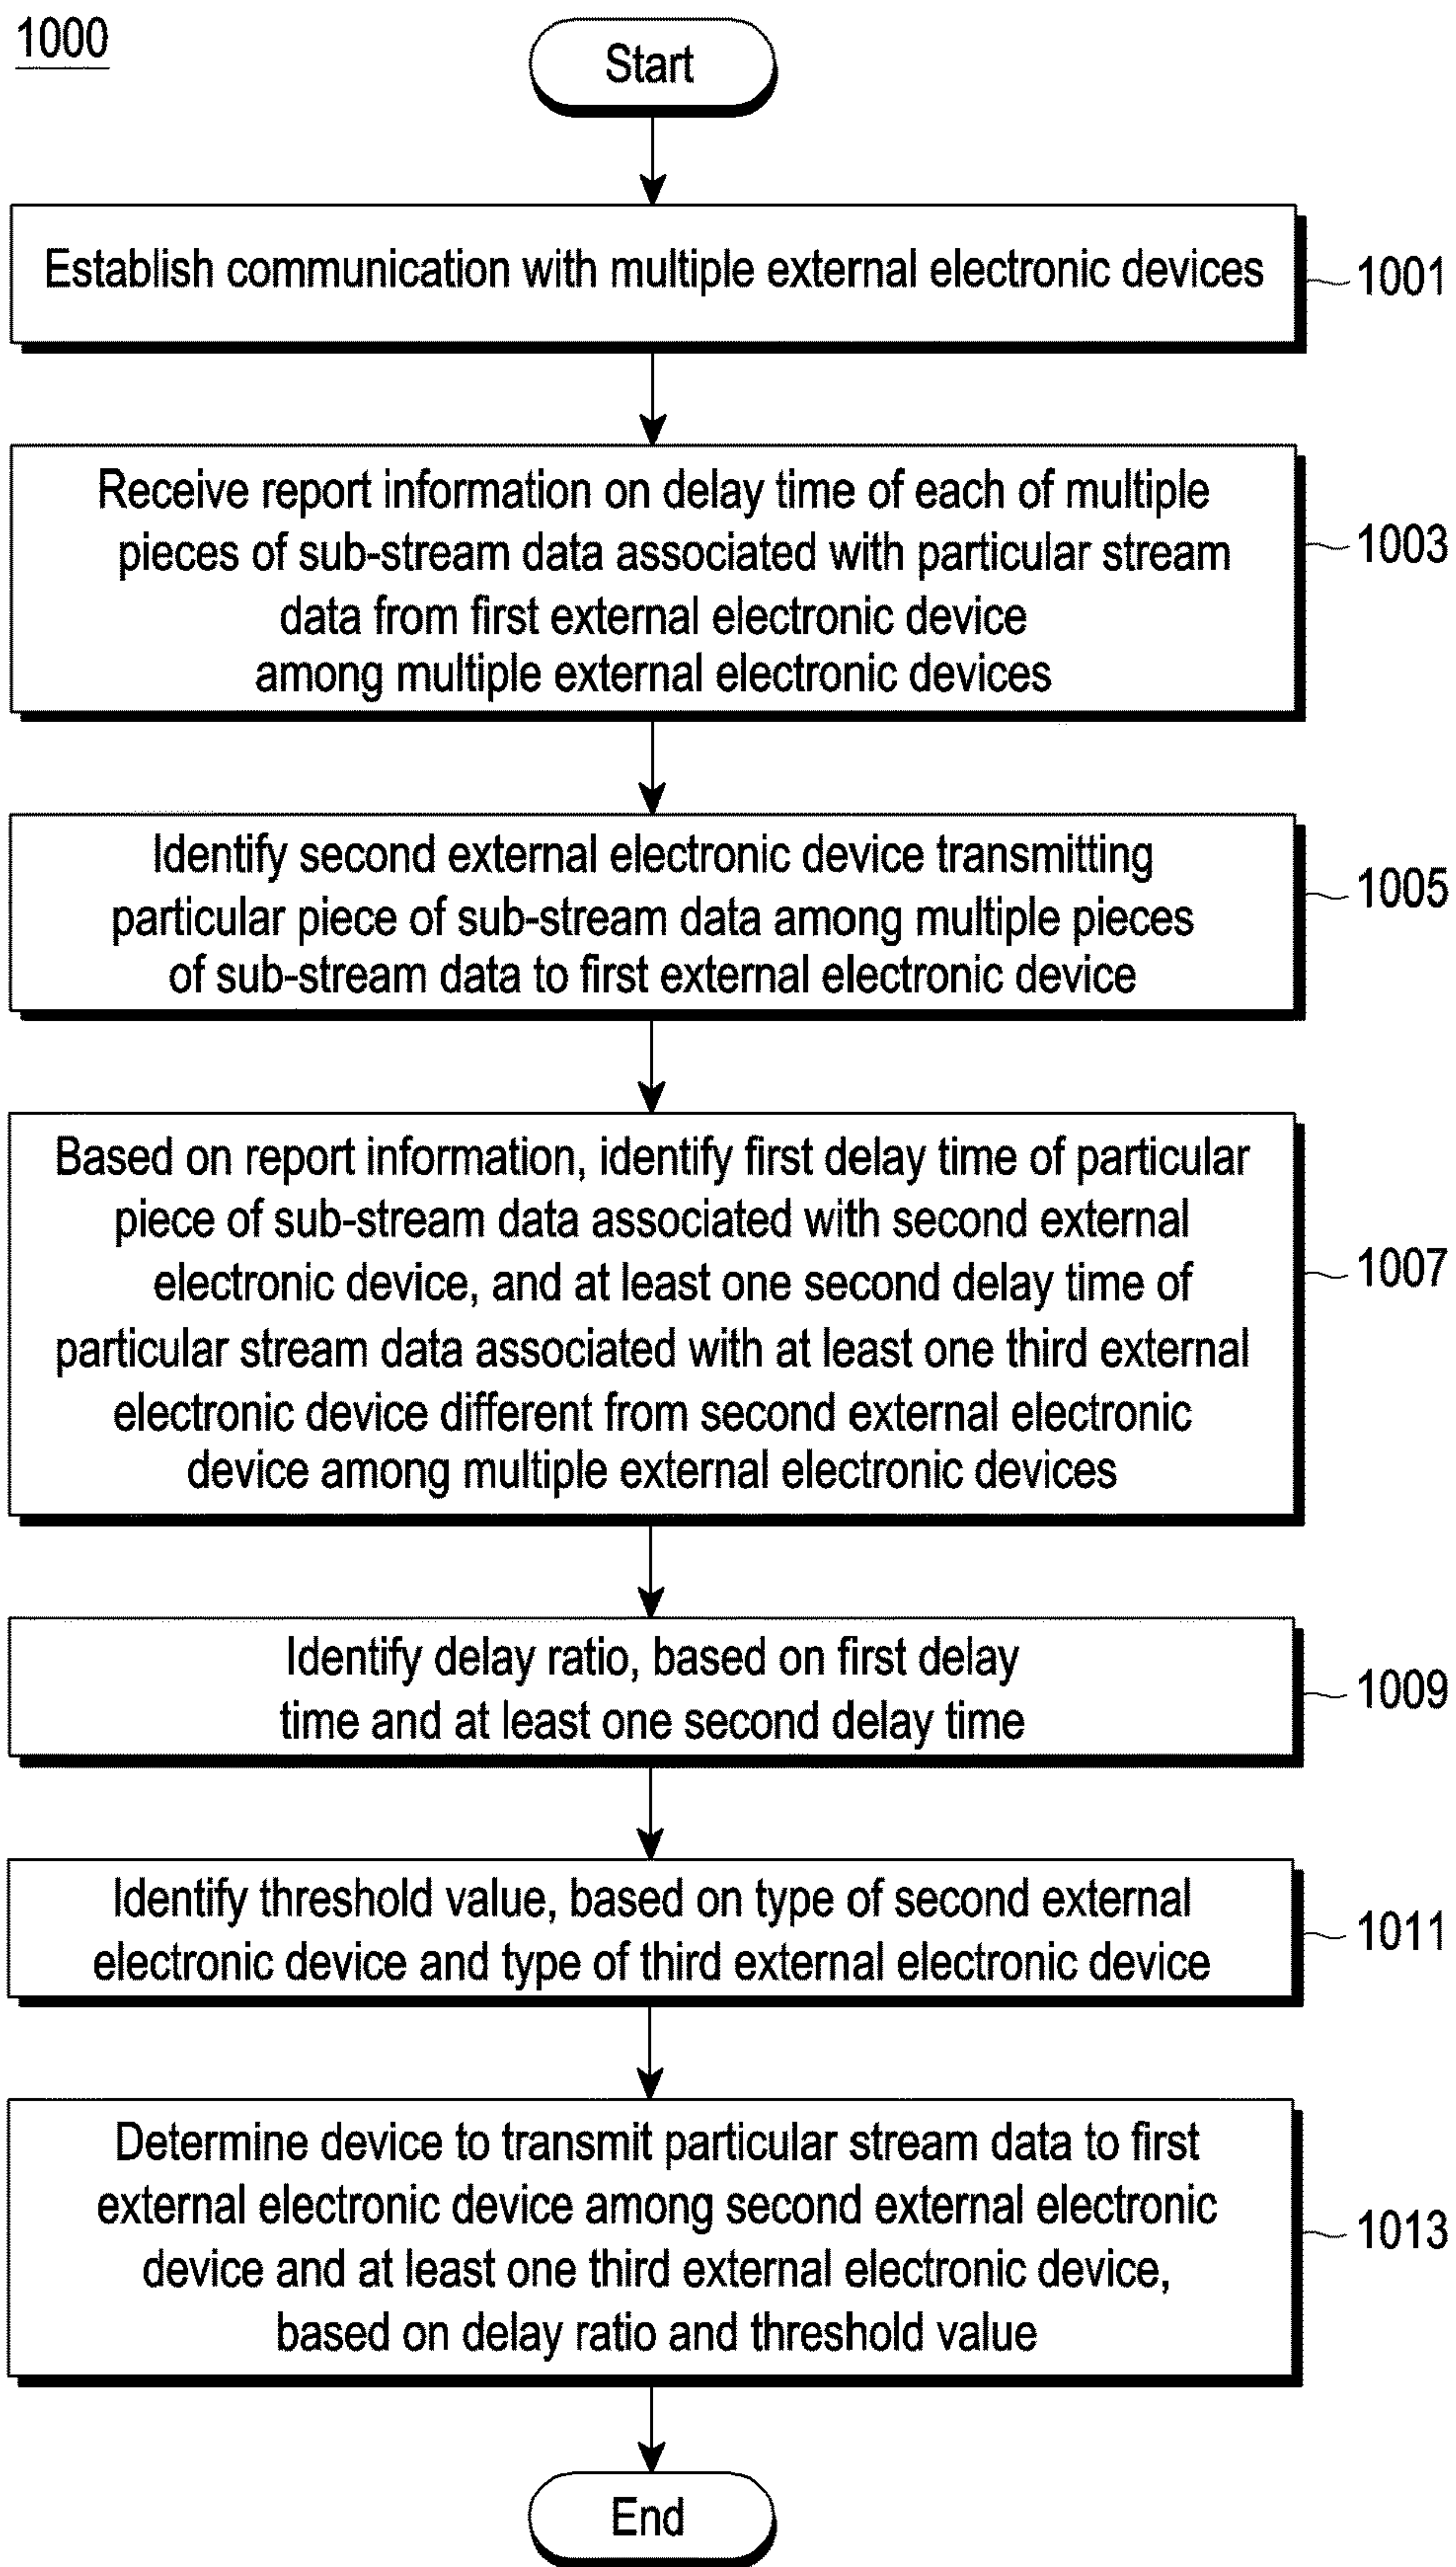 1000
Start
Establish communication with multiple external electronic devices
1001
Receive report information on delay time of each of multiple
pieces of sub-stream data associated with particular stream
data from first external electronic device
among multiple external electronic devices
1003
Identify second external electronic device transmitting
particular piece of sub-stream data among multiple pieces
of sub-stream data to first external electronic device
1005
Based on report information, identify first delay time of particular
piece of sub-stream data associated with second external
electronic device, and at least one second delay time of
particular stream data associated with at least one third external
electronic device different from second external electronic
device among multiple external electronic devices
1007
Identify delay ratio, based on first delay
time and at least one second delay time
1009
Identify threshold value, based on type of second external
electronic device and type of third external electronic device
1011
Determine device to transmit particular stream data to first
external electronic device among second external electronic
device and at least one third external electronic device,
based on delay ratio and threshold value
1013
End